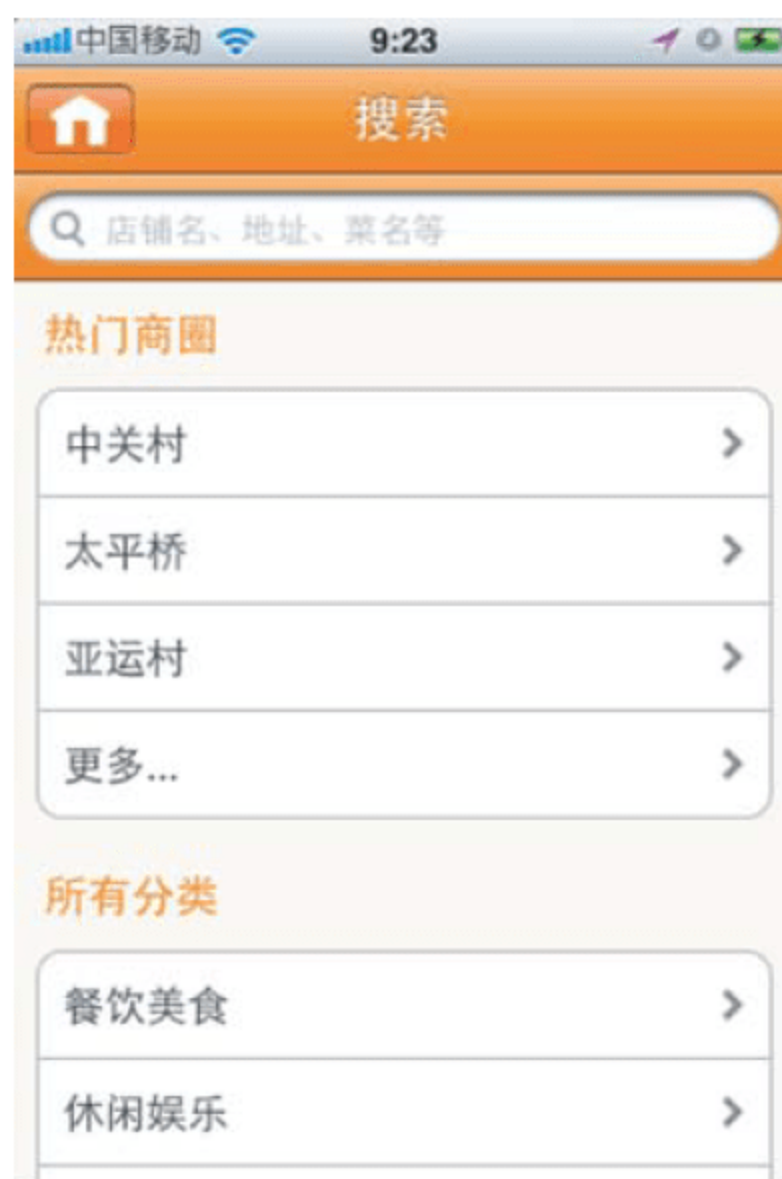 中国移动 9:23
搜索
店铺名、地址、菜名等
热门商圈
中关村
太平桥
亚运村
更多...
所有分类
餐饮美食
休闲娱乐